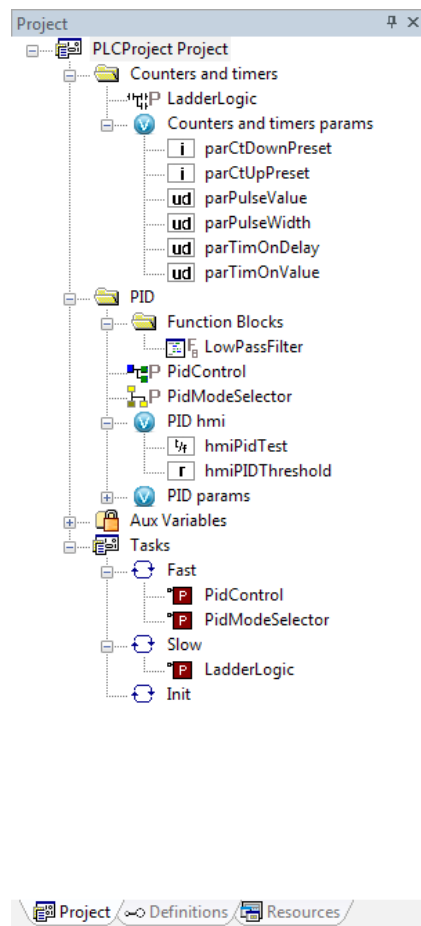 Project
PLCProject Project
Counters and timers
P LadderLogic
V Counters and timers params
i parCtDownPreset
i parCtUpPreset
ud parPulseValue
ud parPulseWidth
ud parTimOnDelay
ud parTimOnValue
PID
Function Blocks
FB LowPassFilter
P PidControl
P PidModeSelector
V PID hmi
t/f hmiPidTest
r hmiPIDThreshold
V PID params
Aux Variables
Tasks
Fast
P PidControl
P PidModeSelector
Slow
P LadderLogic
Init
Project Definitions Resources